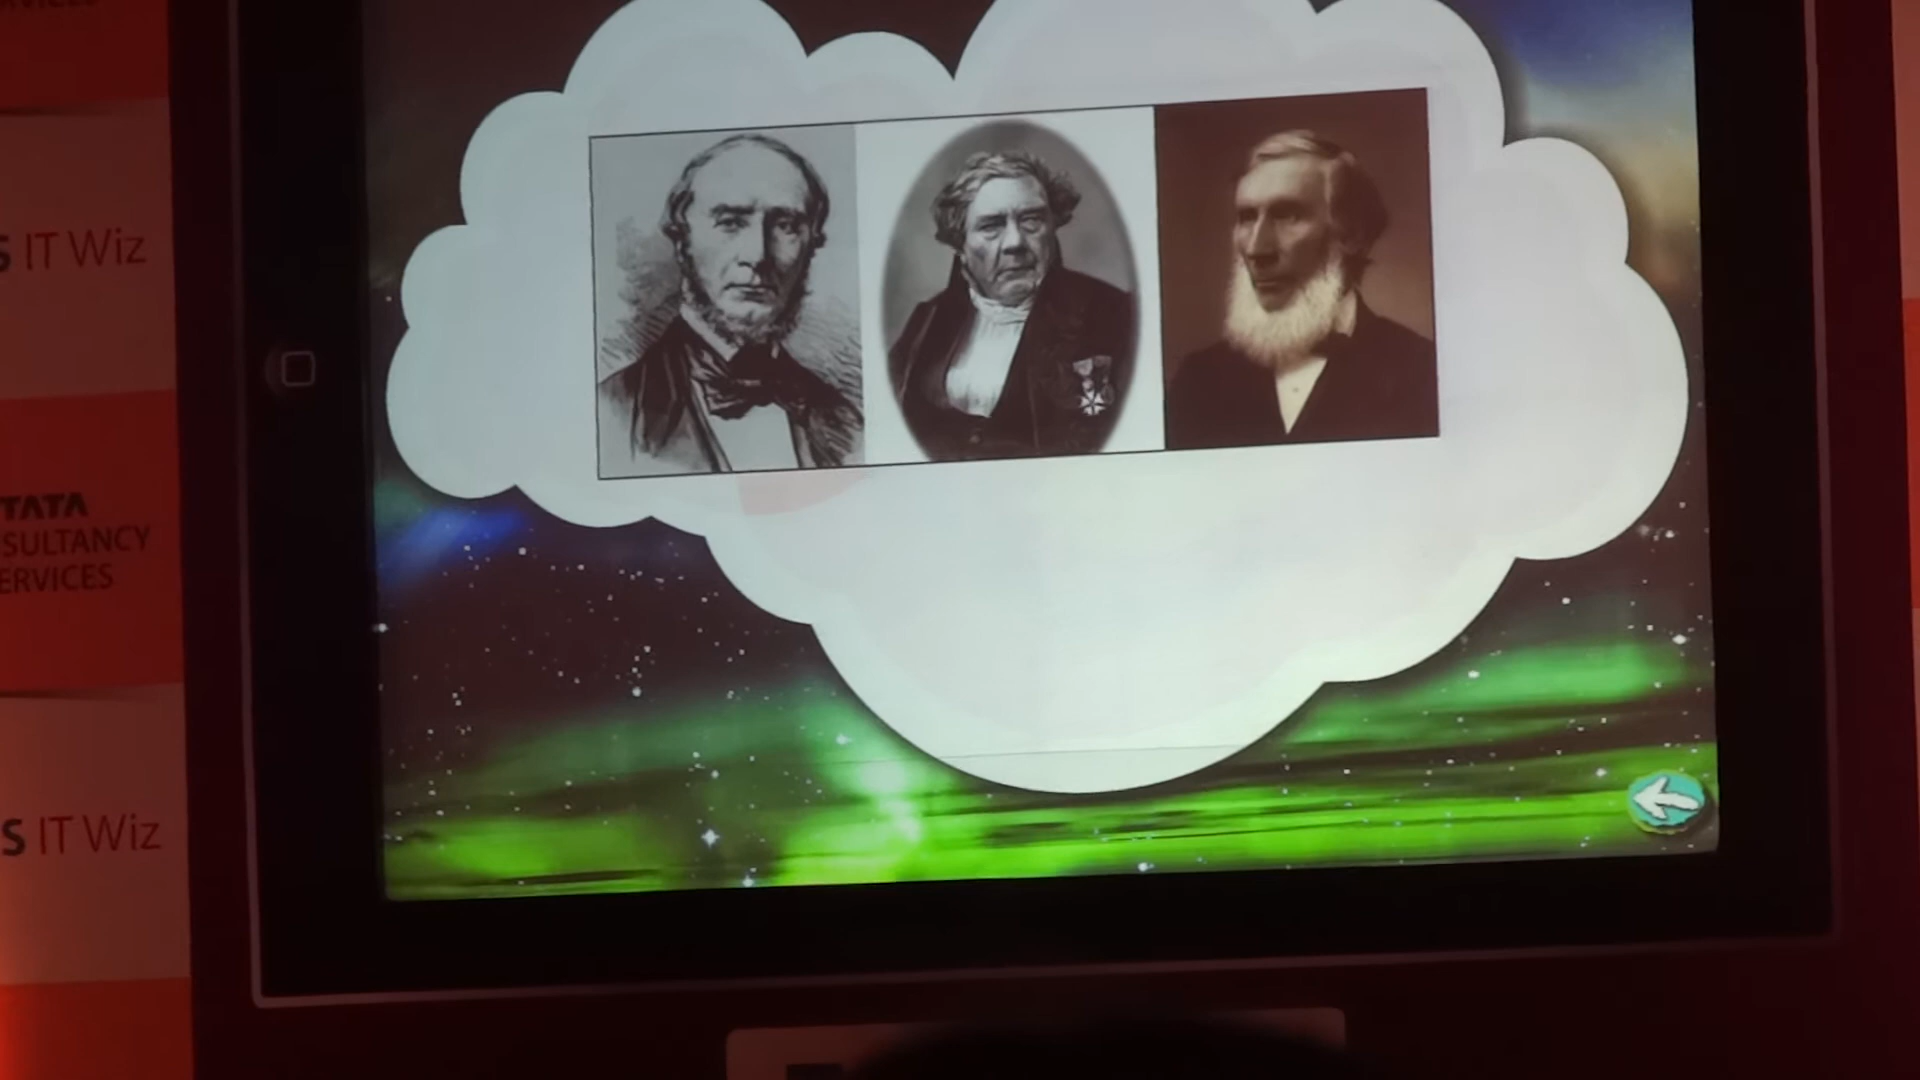 S IT Wiz
TATA
SULTANCY
ERVICES
S IT Wiz